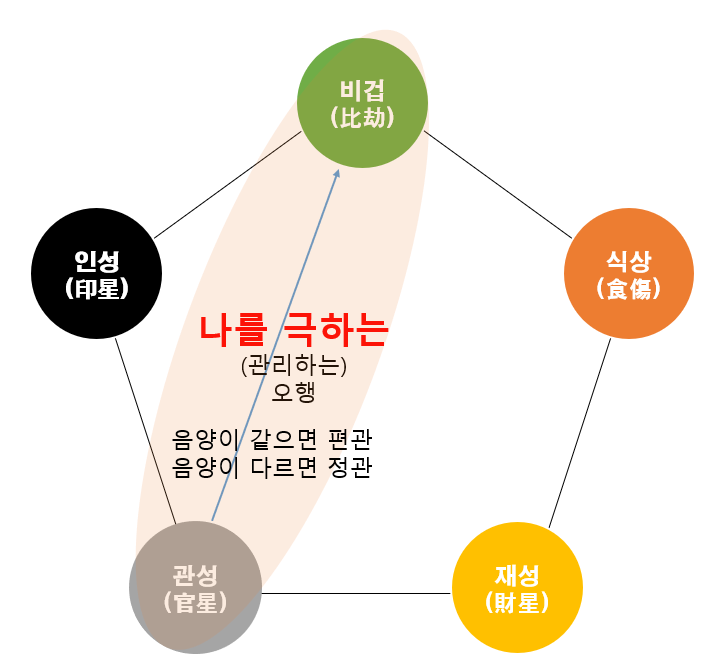 비겁
(比劫)
인성
(印星)
식상
(食傷)
나를 극하는
(관리하는)
오행
음양이 같으면 편관
음양이 다르면 정관
관성
(官星)
재성
(財星)